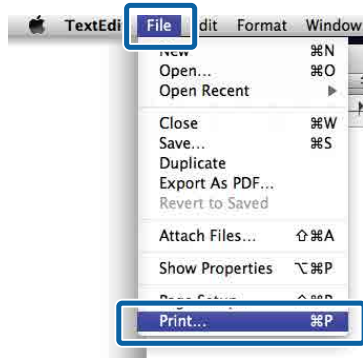 TextEdi File dit Format Window
New ⌘N
Open... ⌘O
Open Recent ▶
Close ⌘W
Save... ⌘S
Duplicate
Export As PDF...
Revert to Saved
Attach Files... ⇧⌘A
Show Properties ⌥⌘P
Print... ⌘P